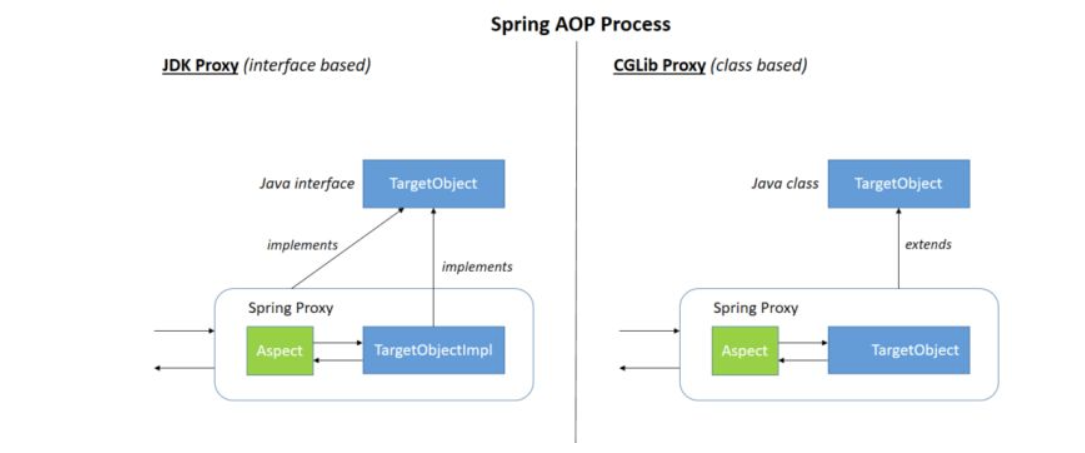 Spring AOP Process
JDK Proxy (interface based)
Java interface
TargetObject
implements
implements
Spring Proxy
Aspect
TargetObjectImpl
CGLib Proxy (class based)
Java class
TargetObject
extends
Spring Proxy
Aspect
TargetObject